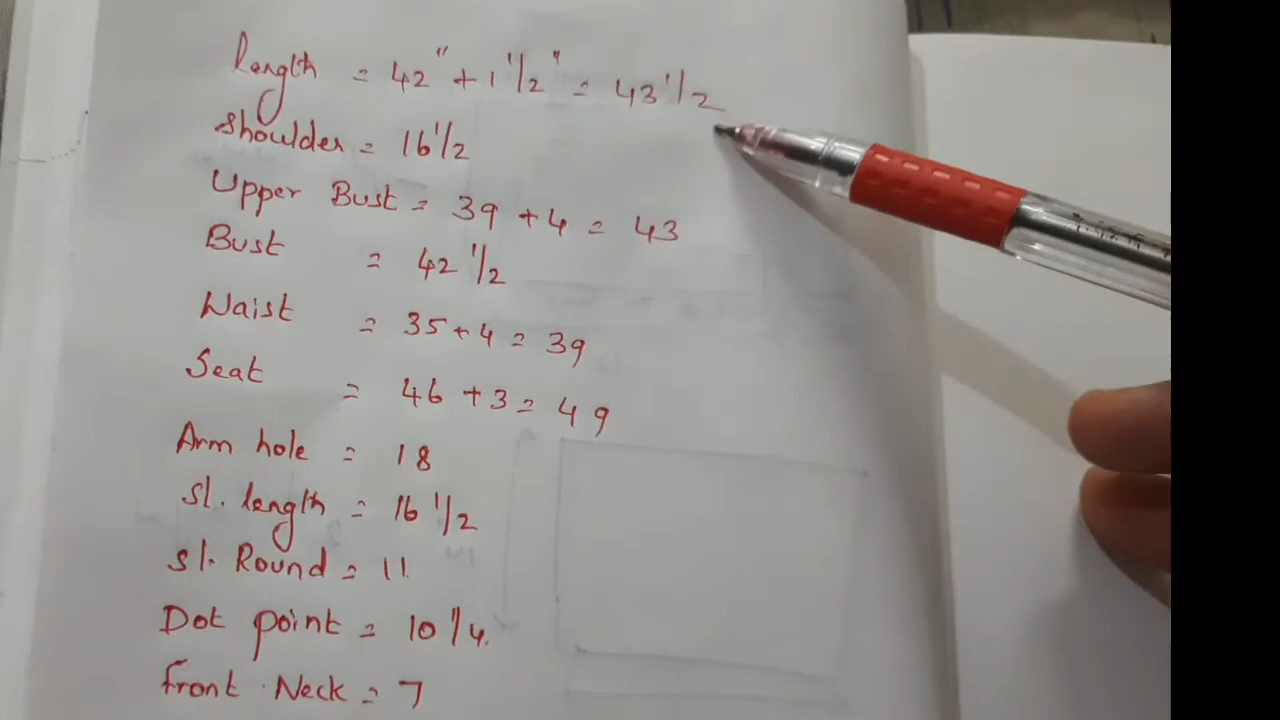 length = 42" + 1 1/2" = 43 1/2
Shoulder = 16 1/2
Upper Bust = 39 + 4 = 43
Bust = 42 1/2
Waist = 35 + 4 = 39
Seat = 46 + 3 = 49
Arm hole = 18
Sl. length = 16 1/2
Sl. Round = 11.
Dot point = 10 1/4.
front Neck = 7